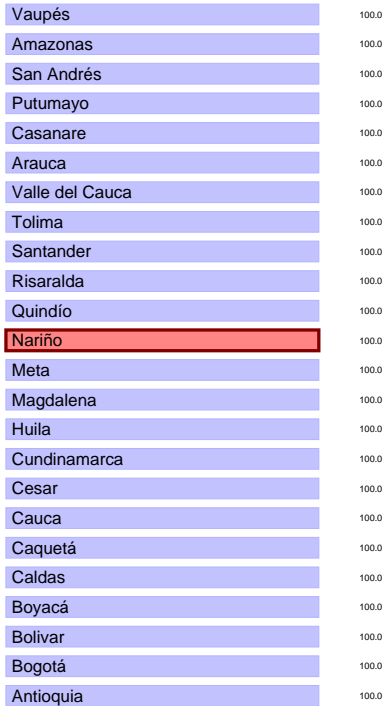 Vaupés 100.0
Amazonas 100.0
San Andrés 100.0
Putumayo 100.0
Casanare 100.0
Arauca 100.0
Valle del Cauca 100.0
Tolima 100.0
Santander 100.0
Risaralda 100.0
Quindío 100.0
Nariño 100.0
Meta 100.0
Magdalena 100.0
Huila 100.0
Cundinamarca 100.0
Cesar 100.0
Cauca 100.0
Caquetá 100.0
Caldas 100.0
Boyacá 100.0
Bolivar 100.0
Bogotá 100.0
Antioquia 100.0